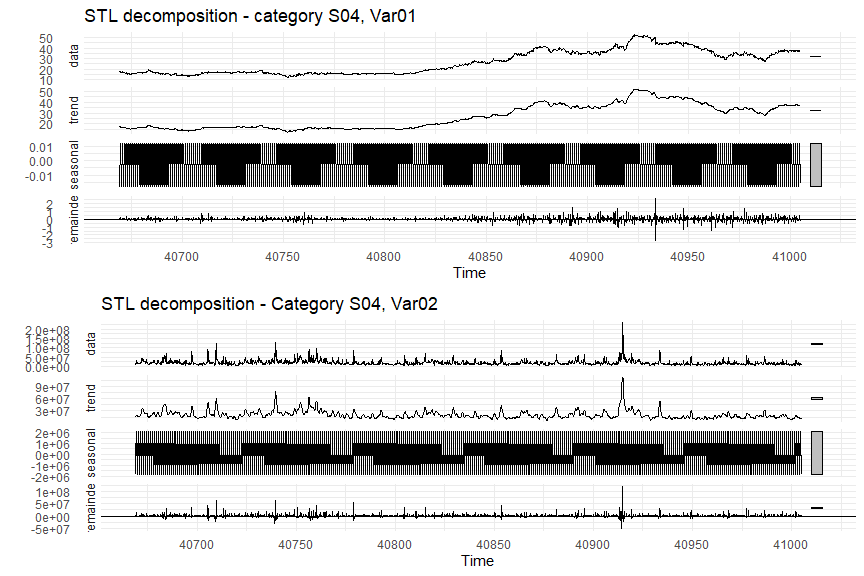 STL decomposition - category S04, Var01
50
40
30
20
10
data
50
40
30
20
trend
0.01
0.00
-0.01
seasonal
2
1
0
-1
-2
-3
emainde
40700 40750 40800 40850 40900 40950 41000
Time
STL decomposition - Category S04, Var02
2.0e+08
1.5e+08
1.0e+08
5.0e+07
0.0e+00
data
9e+07
6e+07
3e+07
trend
2e+06
1e+06
0e+00
-1e+06
-2e+06
seasonal
1e+08
5e+07
0e+00
-5e+07
emainde
40700 40750 40800 40850 40900 40950 41000
Time